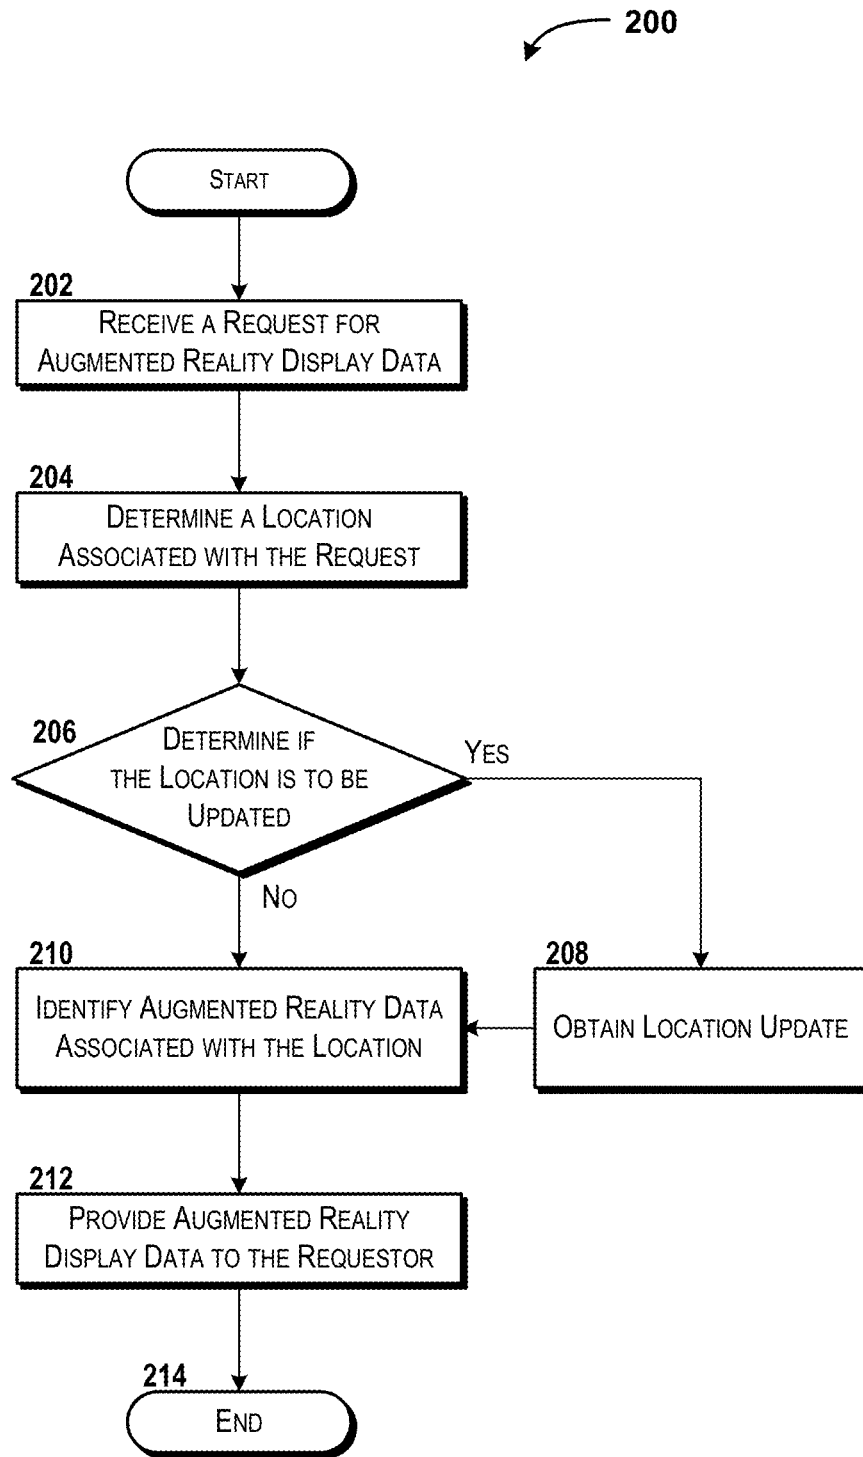 200
START
202
RECEIVE A REQUEST FOR
AUGMENTED REALITY DISPLAY DATA
204
DETERMINE A LOCATION
ASSOCIATED WITH THE REQUEST
206
DETERMINE IF
THE LOCATION IS TO BE
UPDATED
YES
NO
210
IDENTIFY AUGMENTED REALITY DATA
ASSOCIATED WITH THE LOCATION
208
OBTAIN LOCATION UPDATE
212
PROVIDE AUGMENTED REALITY
DISPLAY DATA TO THE REQUESTOR
214
END